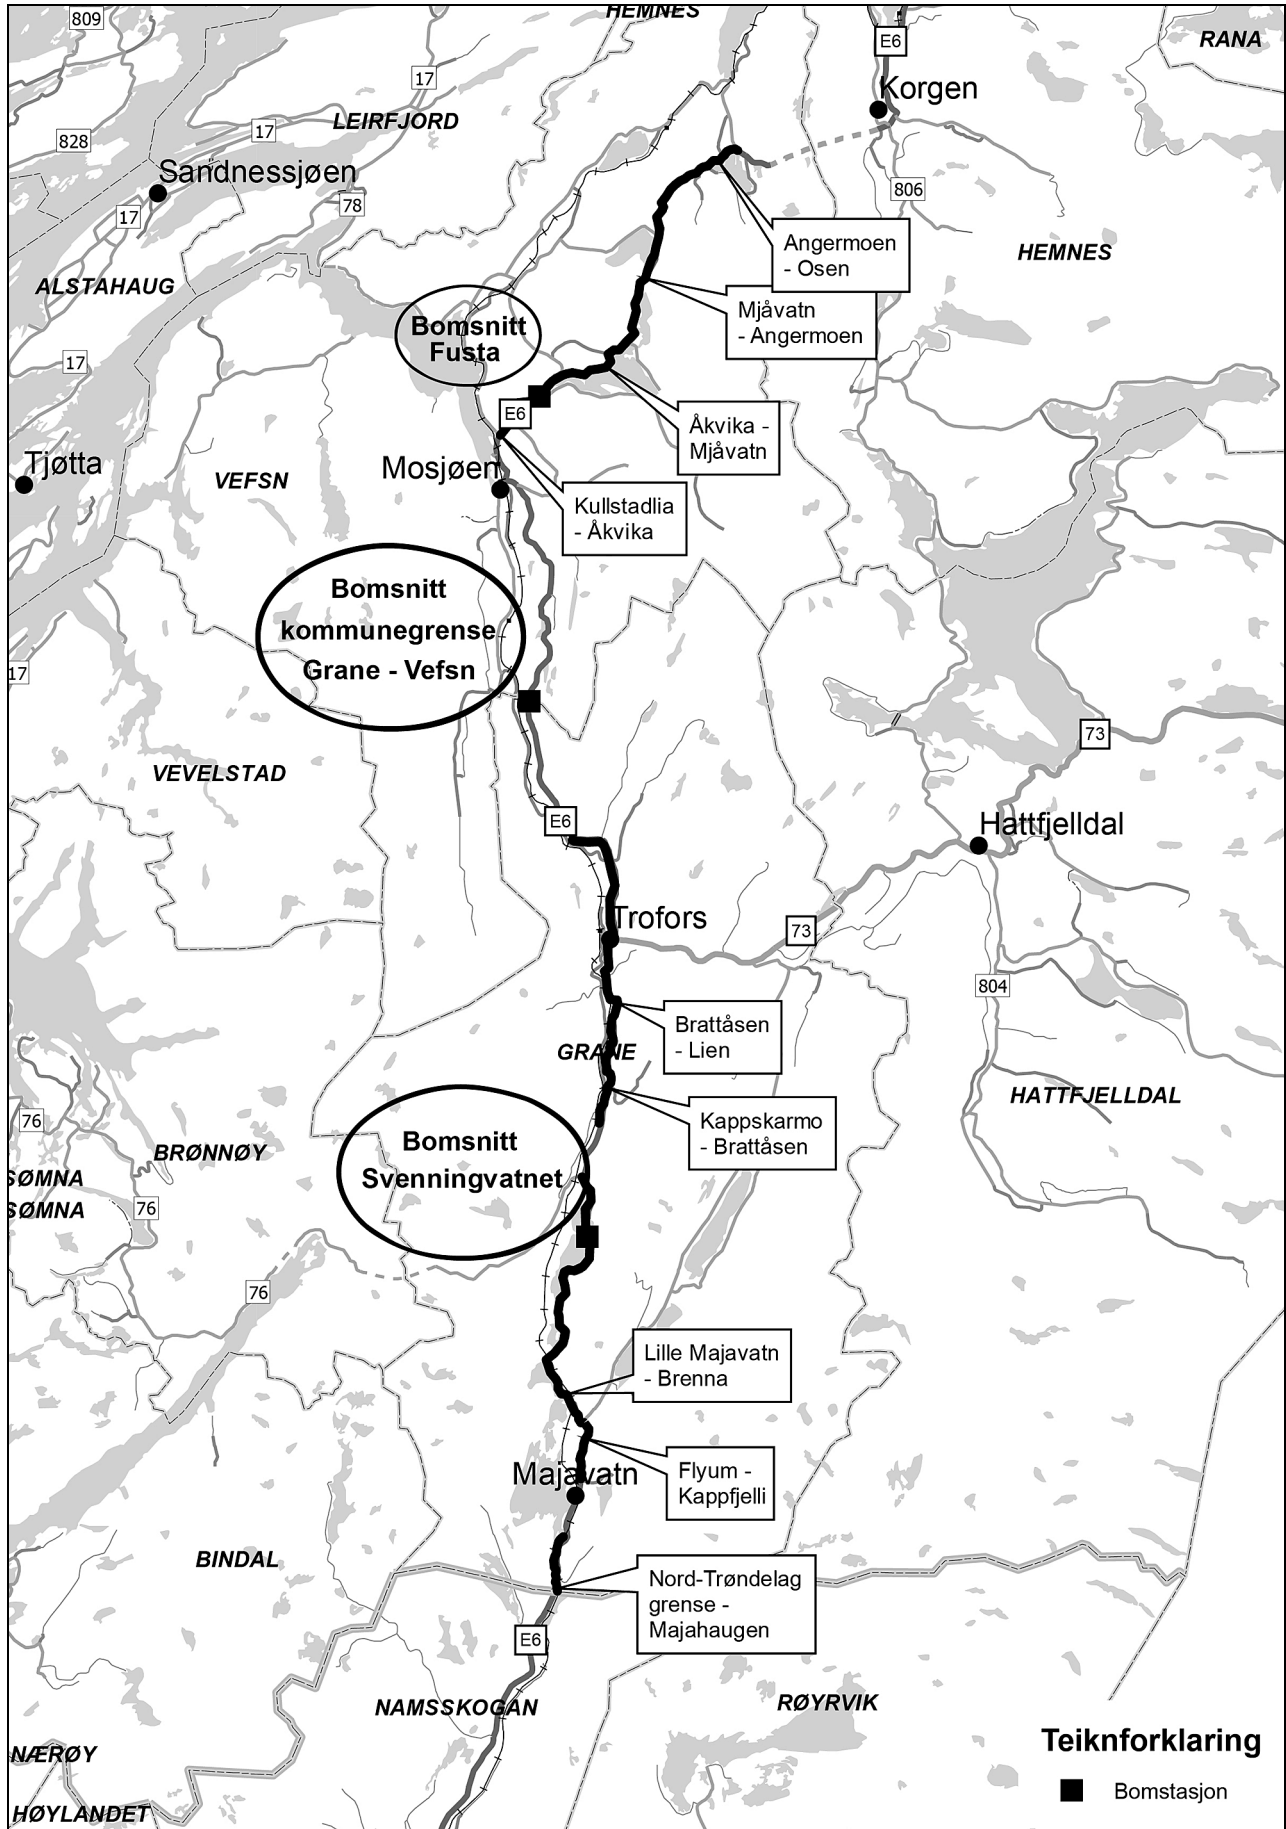 809
HEMNES
E6
RANA
17
Korgen
LEIRFJORD
17
828
Sandnessjøen
806
78
17
Angermoen
- Osen
HEMNES
ALSTAHAUG
Mjåvatn
- Angermoen
Bomsnitt
Fusta
17
E6
Åkvika -
Mjåvatn
Tjøtta
Mosjøen
VEFSN
Kullstadlia
- Åkvika
Bomsnitt
kommunegrense
Grane - Vefsn
17
73
VEVELSTAD
E6
Hattfjelldal
Trofors
73
804
Brattåsen
- Lien
GRANE
HATTFJELLDAL
76
Kappskarmo
- Brattåsen
Bomsnitt
Svenningvatnet
BRØNNØY
SØMNA
76
SØMNA
76
Lille Majavatn
- Brenna
Flyum -
Kappfjelli
Majavatn
BINDAL
Nord-Trøndelag
grense -
Majahaugen
E6
NAMSSKOGAN
RØYRVIK
NÆRØY
HØYLANDET
Teiknforklaring
Bomstasjon